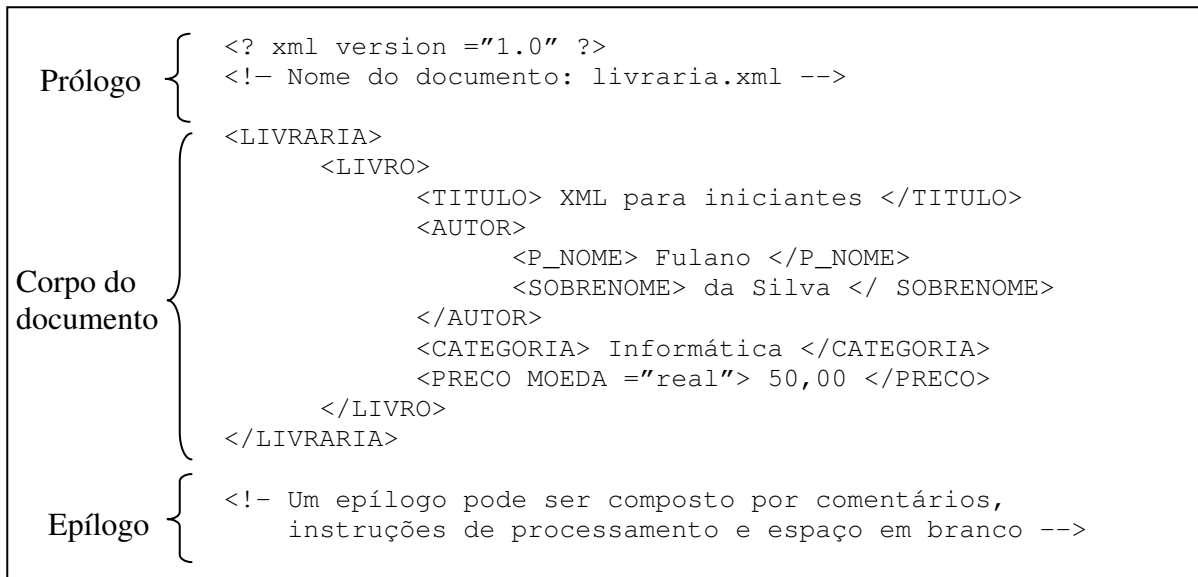 Prólogo
<? xml version =”1.0” ?>
<!— Nome do documento: livraria.xml -->
Corpo do
documento
<LIVRARIA>
<LIVRO>
<TITULO> XML para iniciantes </TITULO>
<AUTOR>
<P_NOME> Fulano </P_NOME>
<SOBRENOME> da Silva </ SOBRENOME>
</AUTOR>
<CATEGORIA> Informática </CATEGORIA>
<PRECO MOEDA =”real”> 50,00 </PRECO>
</LIVRO>
</LIVRARIA>
Epílogo
<!– Um epílogo pode ser composto por comentários,
instruções de processamento e espaço em branco -->